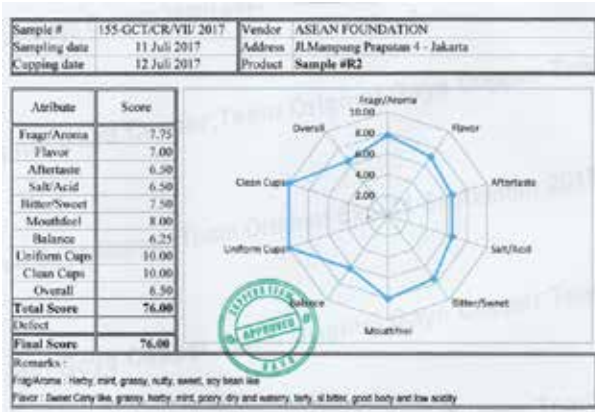 Sample # 155-GCT/CR/VII/ 2017 Vendor ASEAN FOUNDATION
Sampling date 11 Juli 2017 Address Jl.Mampang Prapatan 4 - Jakarta
Cupping date 12 Juli 2017 Product Sample #R2
Atribute Score
Fragr/Aroma 7.75
Flavor 7.00
Aftertaste 6.50
Salt/Acid 6.50
Bitter/Sweet 7.50
Mouthfeel 8.00
Balance 6.25
Uniform Cups 10.00
Clean Cups 10.00
Overall 6.50
Total Score 76.00
Defect
Final Score 76.00
Fragr/Aroma
10.00
8.00
6.00
4.00
2.00
Flavor
Aftertaste
Salt/Acid
Bitter/Sweet
Mouthfeel
Balance
Uniform Cups
Clean Cups
Overall
APPROVED
Remarks :
Frag/Aroma : Herby, mint, grassy, nutty, sweet, soy bean like
Flavor : Sweet Corny like, grassy, herby, mint, dry and watery, tarty, sl bitter, good body and low acidity